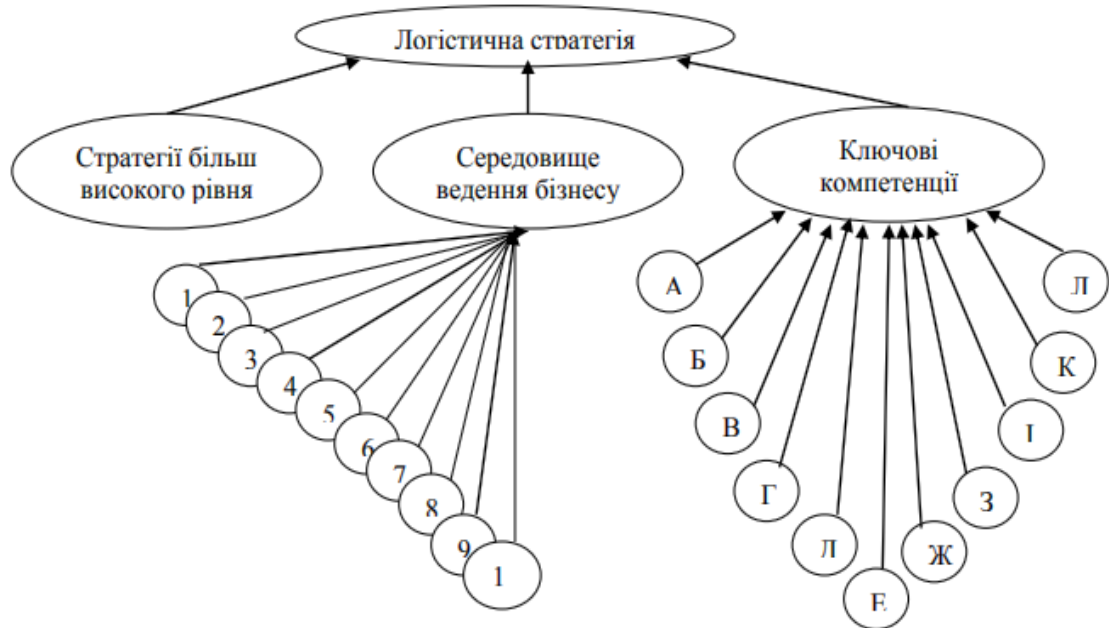 Логістична стратегія
Стратегії більш
високого рівня
Середовище
ведення бізнесу
Ключові
компетенції
1
2
3
4
5
6
7
8
9
1
А
Б
В
Г
Л
Е
Ж
З
І
К
Л